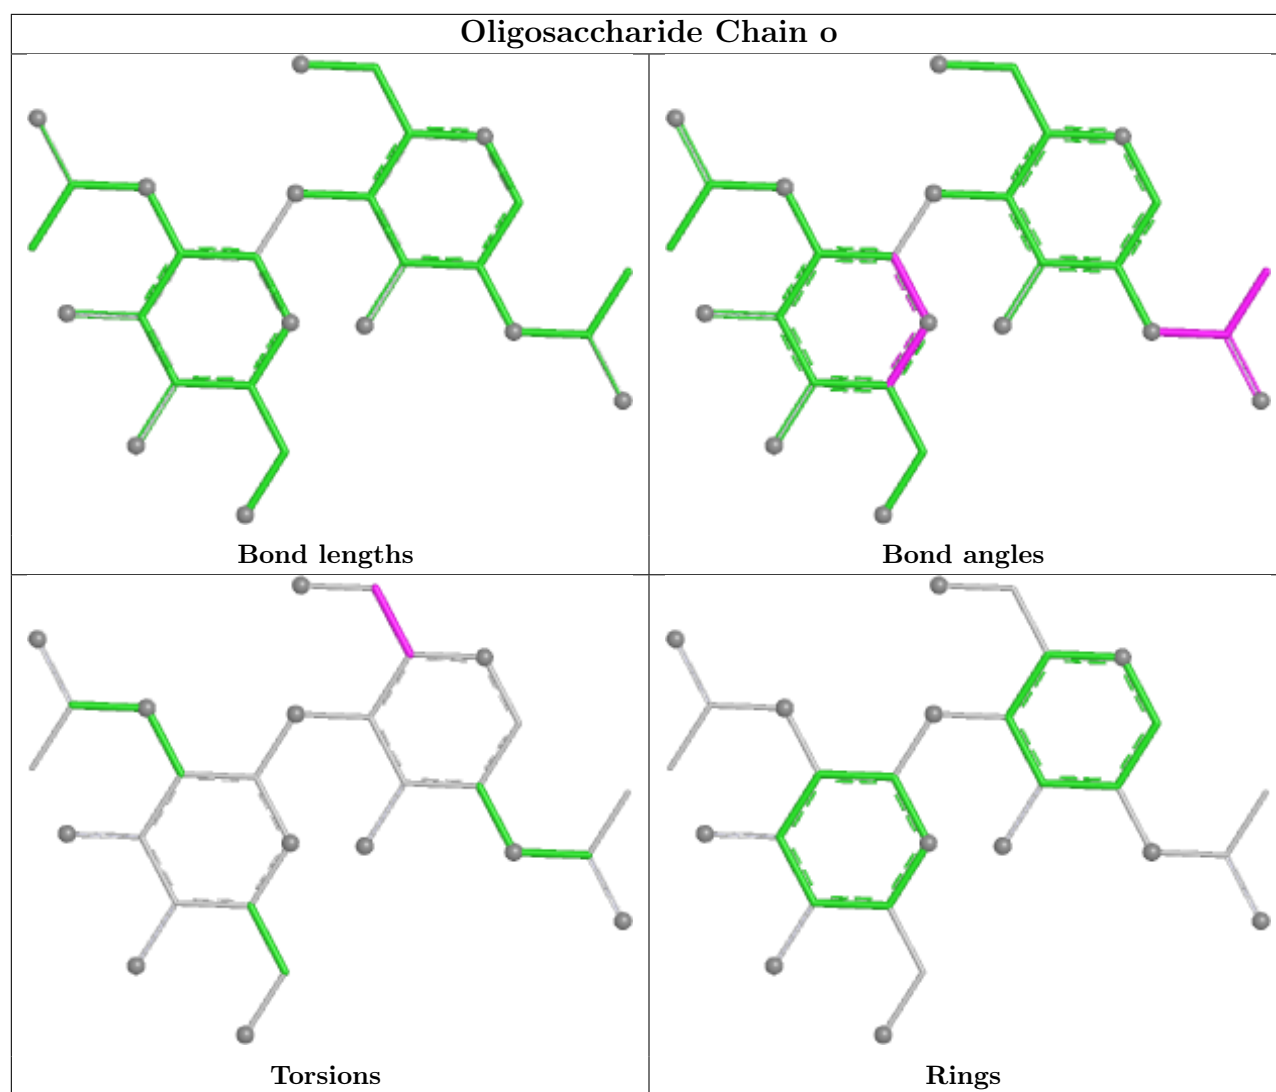 Oligosaccharide Chain o
Bond lengths
Bond angles
Torsions
Rings